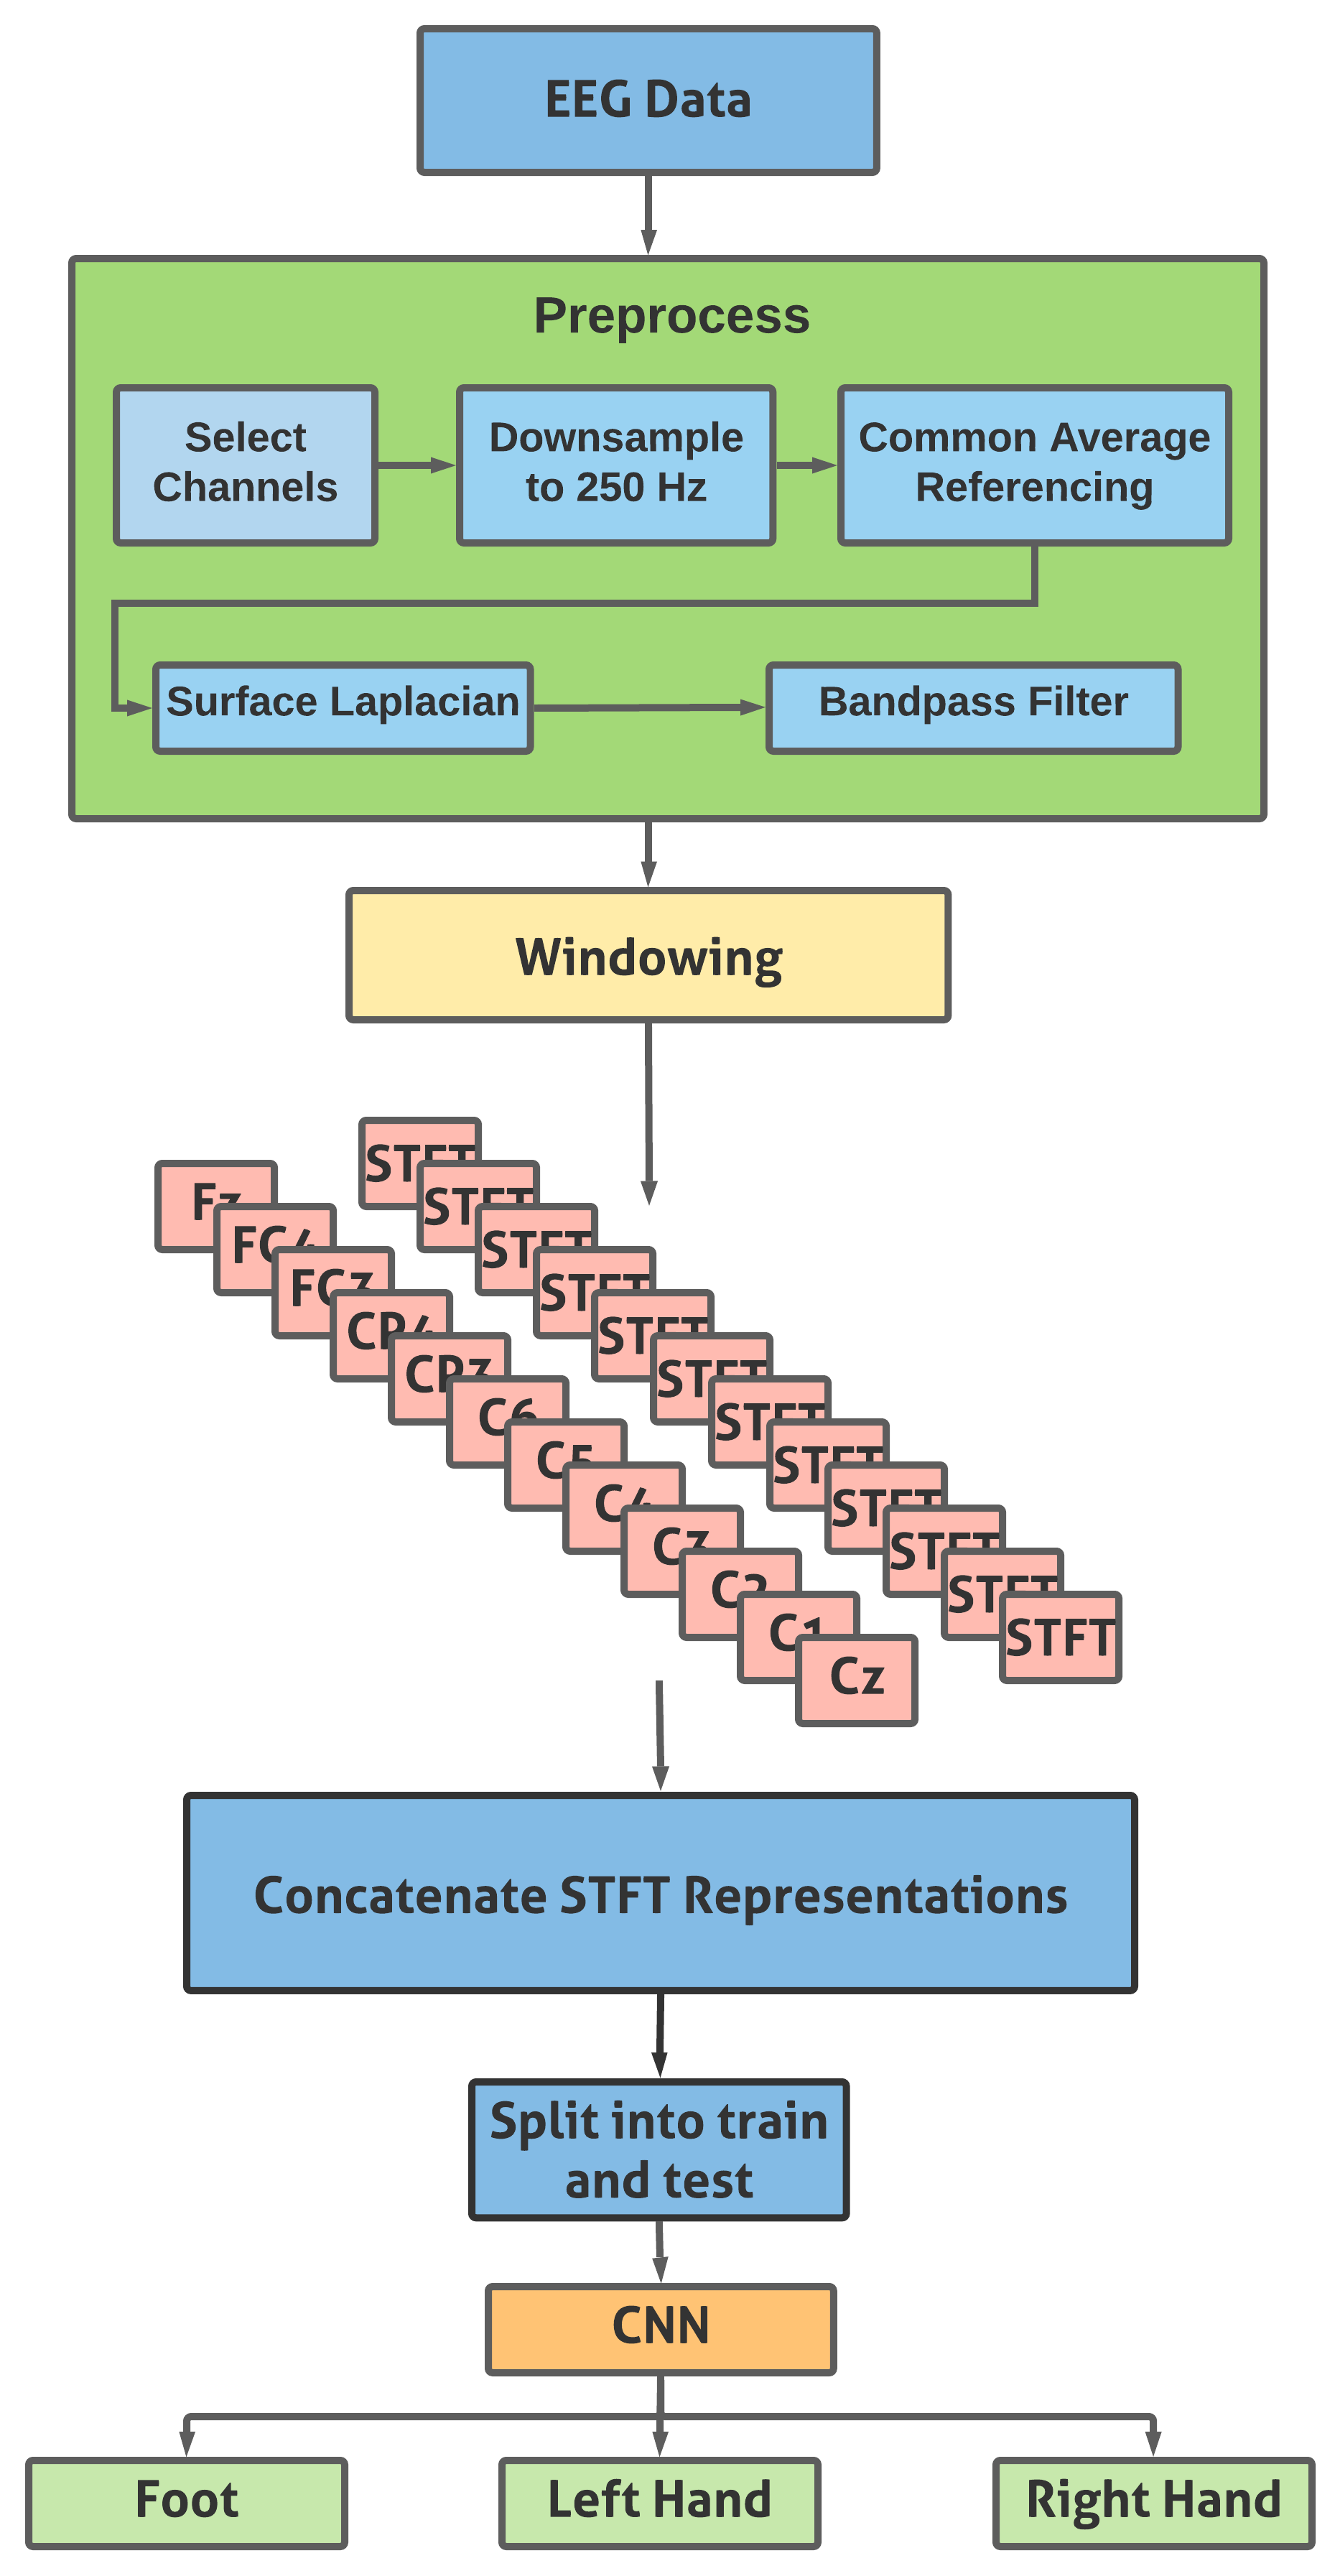 EEG Data
Preprocess
Select
Channels
Downsample
to 250 Hz
Common Average
Referencing
Surface Laplacian
Bandpass Filter
Windowing
Fz
FC4
FC3
CP4
CP3
C6
C5
C4
C3
C2
C1
Cz
STFT
STFT
STFT
STFT
STFT
STFT
STFT
STFT
STFT
STFT
STFT
STFT
Concatenate STFT Representations
Split into train
and test
CNN
Foot
Left Hand
Right Hand